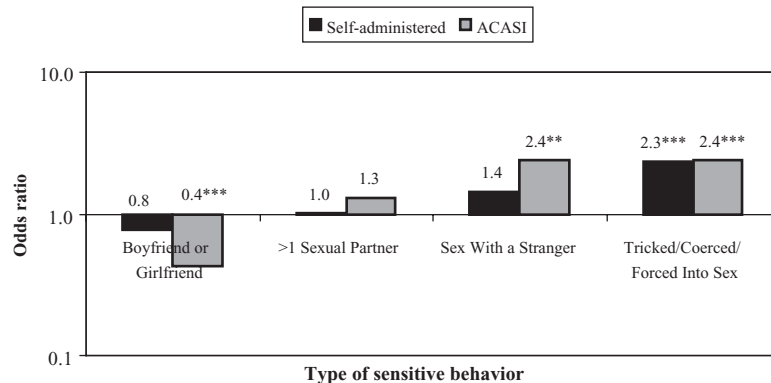 Self-administered ACASI
10.0
2.4** 2.3*** 2.4***
0.8 0.4*** 1.0 1.3 1.4
Odds ratio
1.0
Boyfriend or >1 Sexual Partner Sex With a Stranger Tricked/Coerced/
Girlfriend Forced Into Sex
0.1
Type of sensitive behavior